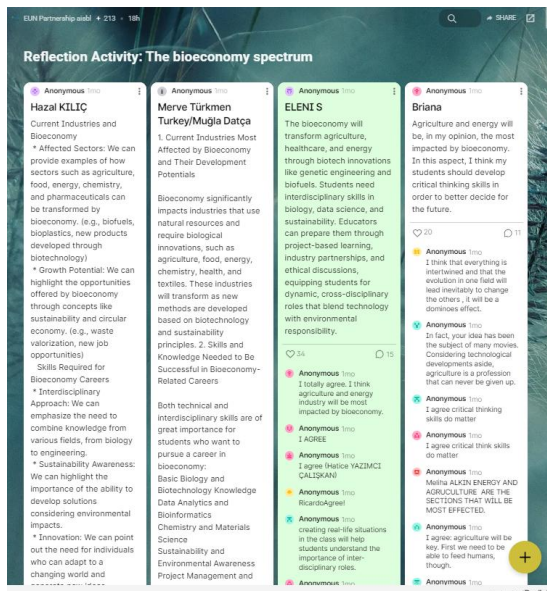 EUN Partnership aisbl + 213 • 18h
SHARE
Reflection Activity: The bioeconomy spectrum
Anonymous 1mo
Hazal KILIÇ
Current Industries and
Bioeconomy
* Affected Sectors: We can
provide examples of how
sectors such as agriculture,
food, energy, chemistry,
and pharmaceuticals can
be transformed by
bioeconomy. (e.g., biofuels,
bioplastics, new products
developed through
biotechnology)
* Growth Potential: We can
highlight the opportunities
offered by bioeconomy
through concepts like
sustainability and circular
economy. (e.g., waste
valorization, new job
opportunities)
Skills Required for
Bioeconomy Careers
* Interdisciplinary
Approach: We can
emphasize the need to
combine knowledge from
various fields, from biology
to engineering.
* Sustainability Awareness:
We can highlight the
importance of the ability to
develop solutions
considering environmental
impacts.
* Innovation: We can point
out the need for individuals
who can adapt to a
changing world and
Anonymous 1mo
Merve Türkmen
Turkey/Muğla Datça
1. Current Industries Most
Affected by Bioeconomy
and Their Development
Potentials
Bioeconomy significantly
impacts industries that use
natural resources and
require biological
innovations, such as
agriculture, food, energy,
chemistry, health, and
textiles. These industries
will transform as new
methods are developed
based on biotechnology
and sustainability
principles. 2. Skills and
Knowledge Needed to Be
Successful in Bioeconomy-
Related Careers
Both technical and
interdisciplinary skills are of
great importance for
students who want to
pursue a career in
bioeconomy:
Basic Biology and
Biotechnology Knowledge
Data Analytics and
Bioinformatics
Chemistry and Materials
Science
Sustainability and
Environmental Awareness
Project Management and
Anonymous 1mo
ELENI S
The bioeconomy will
transform agriculture,
healthcare, and energy
through biotech innovations
like genetic engineering and
biofuels. Students need
interdisciplinary skills in
biology, data science, and
sustainability. Educators
can prepare them through
project-based learning,
industry partnerships, and
ethical discussions,
equipping students for
dynamic, cross-disciplinary
roles that blend technology
with environmental
responsibility.
34 15
Anonymous 1mo
I totally agree. I think
agriculture and energy
industry will be most
impacted by bioeconomy.
Anonymous 1mo
I AGREE
Anonymous 1mo
I agree (Hatice YAZIMCI
ÇALIŞKAN)
Anonymous 1mo
RicardoAgree!
Anonymous 1mo
creating real-life situations
in the class will help
students understand the
importance of inter-
disciplinary roles.
Anonymous 1mo
Anonymous 1mo
Briana
Agriculture and energy will
be, in my opinion, the most
impacted by bioeconomy.
In this aspect, I think my
students should develop
critical thinking skills in
order to better decide for
the future.
20 11
Anonymous 1mo
I think that everything is
intertwined and that the
evolution in one field will
lead inevitably to change
the others , it will be a
dominoes effect.
Anonymous 1mo
In fact, your idea has been
the subject of many movies.
Considering technological
developments aside,
agriculture is a profession
that can never be given up.
Anonymous 1mo
I agree critical thinking
skills do matter
Anonymous 1mo
I agree critical think skills
do matter
Anonymous 1mo
Meliha ALKIN ENERGY AND
AGRUCULTURE ARE THE
SECTIONS THAT WILL BE
MOST EFFECTED.
Anonymous 1mo
I agree: agriculture will be
key. First we need to be
able to feed humans,
though.
Anonymous 1mo